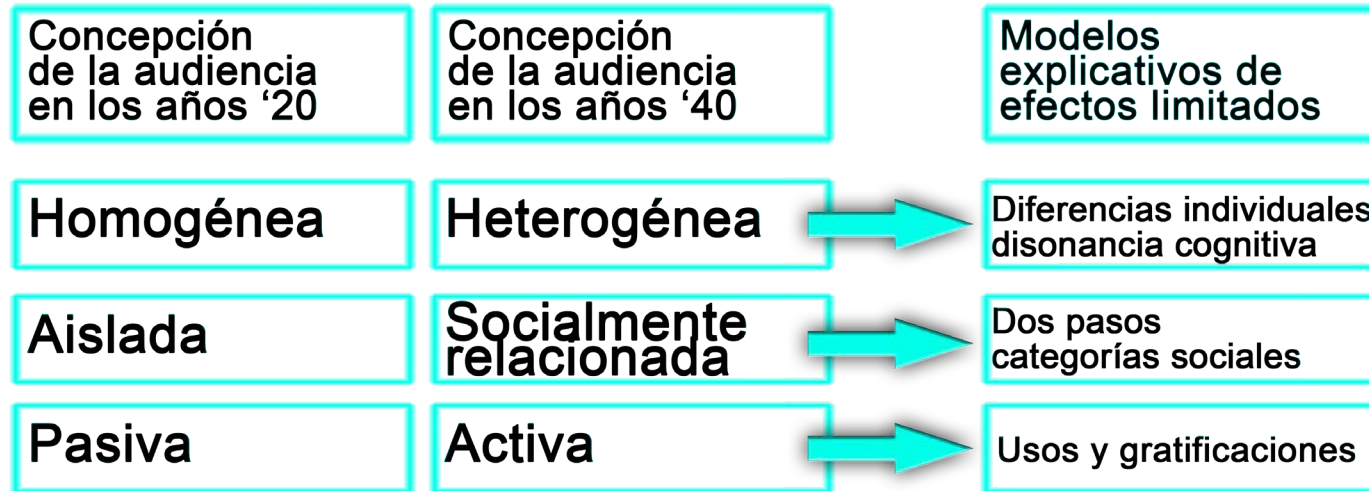 Concepción
de la audiencia
en los años ‘20
Concepción
de la audiencia
en los años ‘40
Modelos
explicativos de
efectos limitados
Homogénea
Heterogénea
Diferencias individuales
disonancia cognitiva
Aislada
Socialmente
relacionada
Dos pasos
categorías sociales
Pasiva
Activa
Usos y gratificaciones